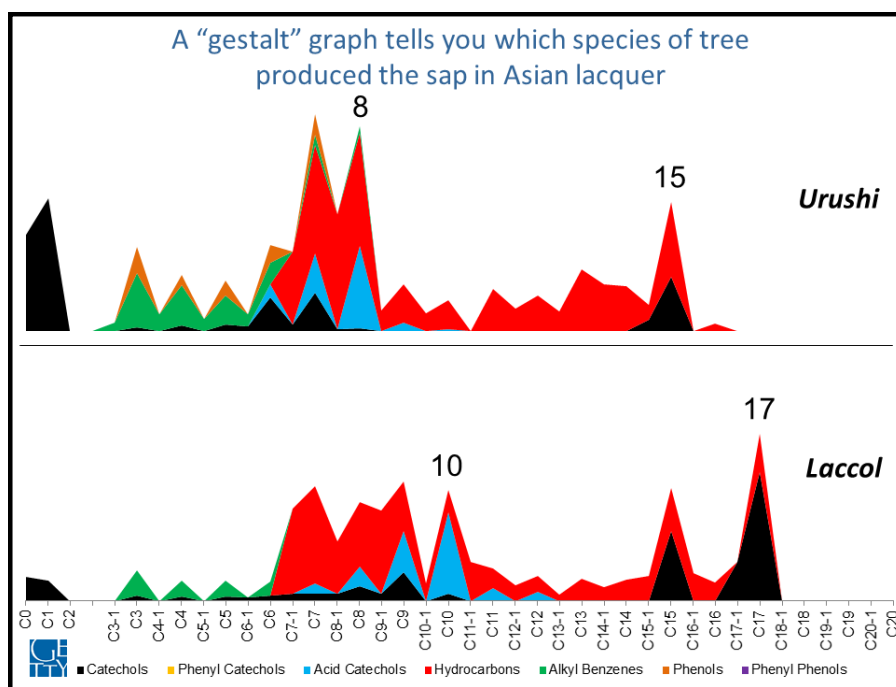 A “gestalt” graph tells you which species of tree
produced the sap in Asian lacquer
8
15
Urushi
17
10
Laccol
C0
C1
C2
C3-1
C3
C4-1
C4
C5-1
C5
C6-1
C6
C7-1
C7
C8-1
C8
C9-1
C9
C10-1
C10
C11-1
C11
C12-1
C12
C13-1
C13
C14-1
C14
C15-1
C15
C16-1
C16
C17-1
C17
C18-1
C18
C19-1
C19
C20-1
C20
Catechols Phenyl Catechols Acid Catechols Hydrocarbons Alkyl Benzenes Phenols Phenyl Phenols